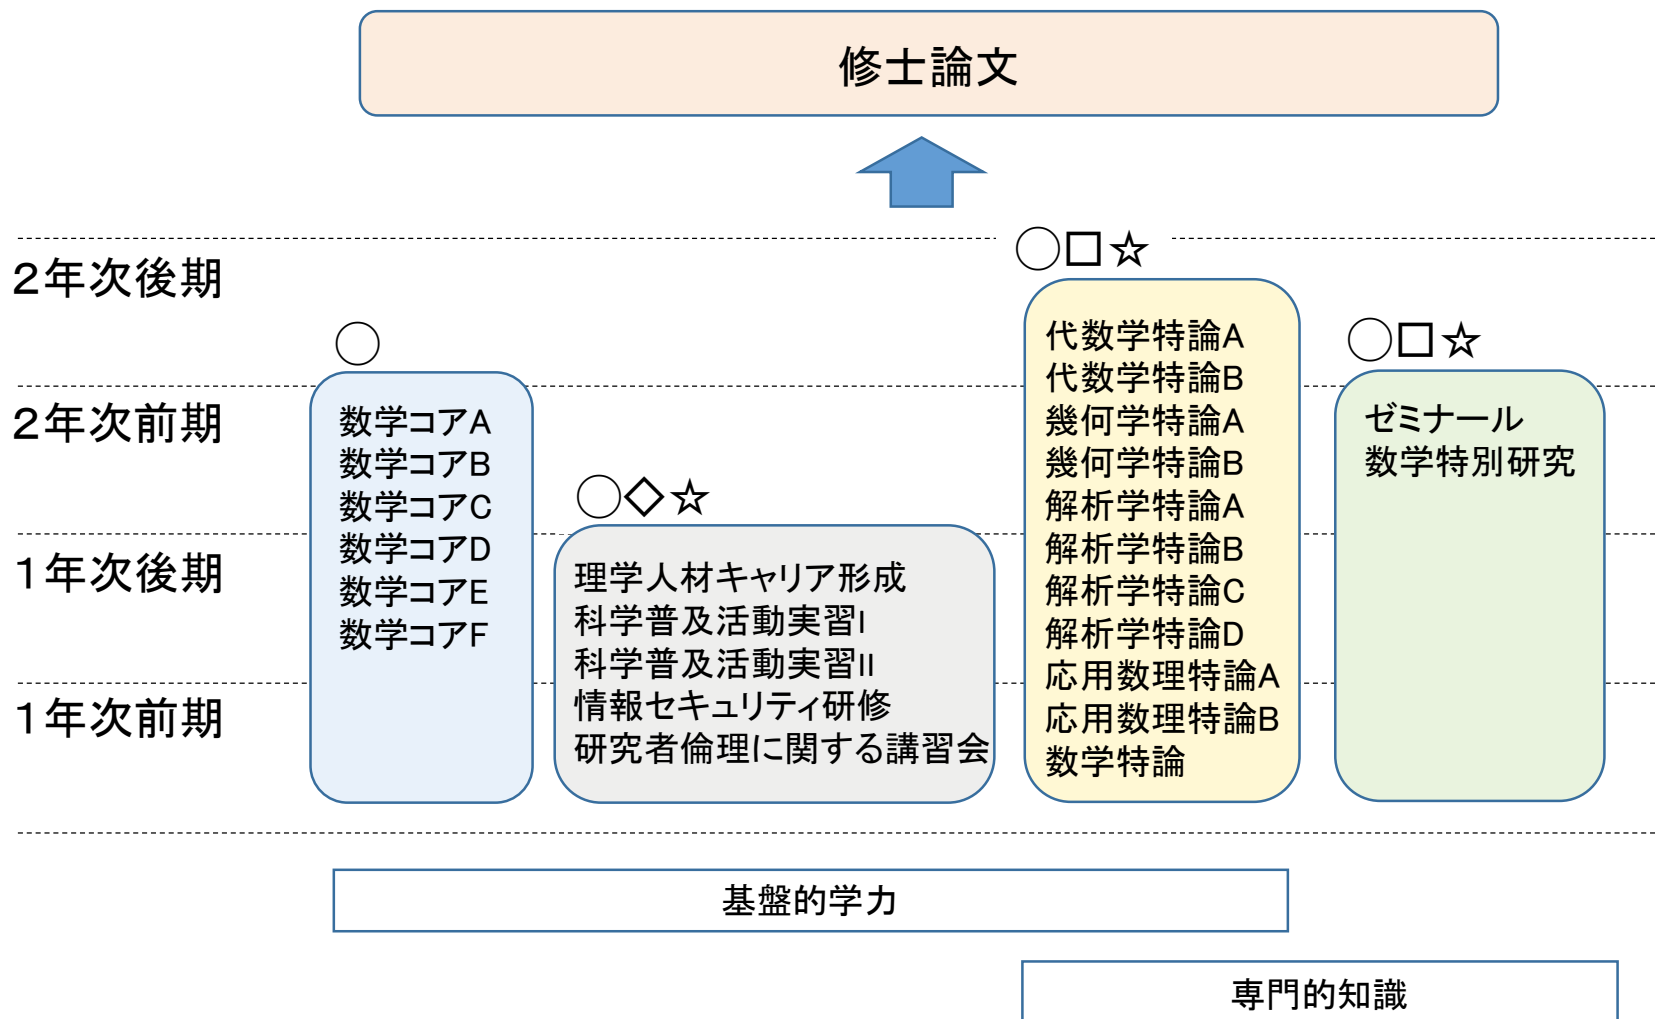 修士論文
◯□☆
2年次後期
◯
◯□☆
代数学特論A
代数学特論B
幾何学特論A
幾何学特論B
解析学特論A
解析学特論B
解析学特論C
解析学特論D
応用数理特論A
応用数理特論B
数学特論
2年次前期
数学コアA
数学コアB
数学コアC
数学コアD
数学コアE
数学コアF
ゼミナール
数学特別研究
◯◇☆
1年次後期
理学人材キャリア形成
科学普及活動実習I
科学普及活動実習II
情報セキュリティ研修
研究者倫理に関する講習会
1年次前期
基盤的学力
専門的知識